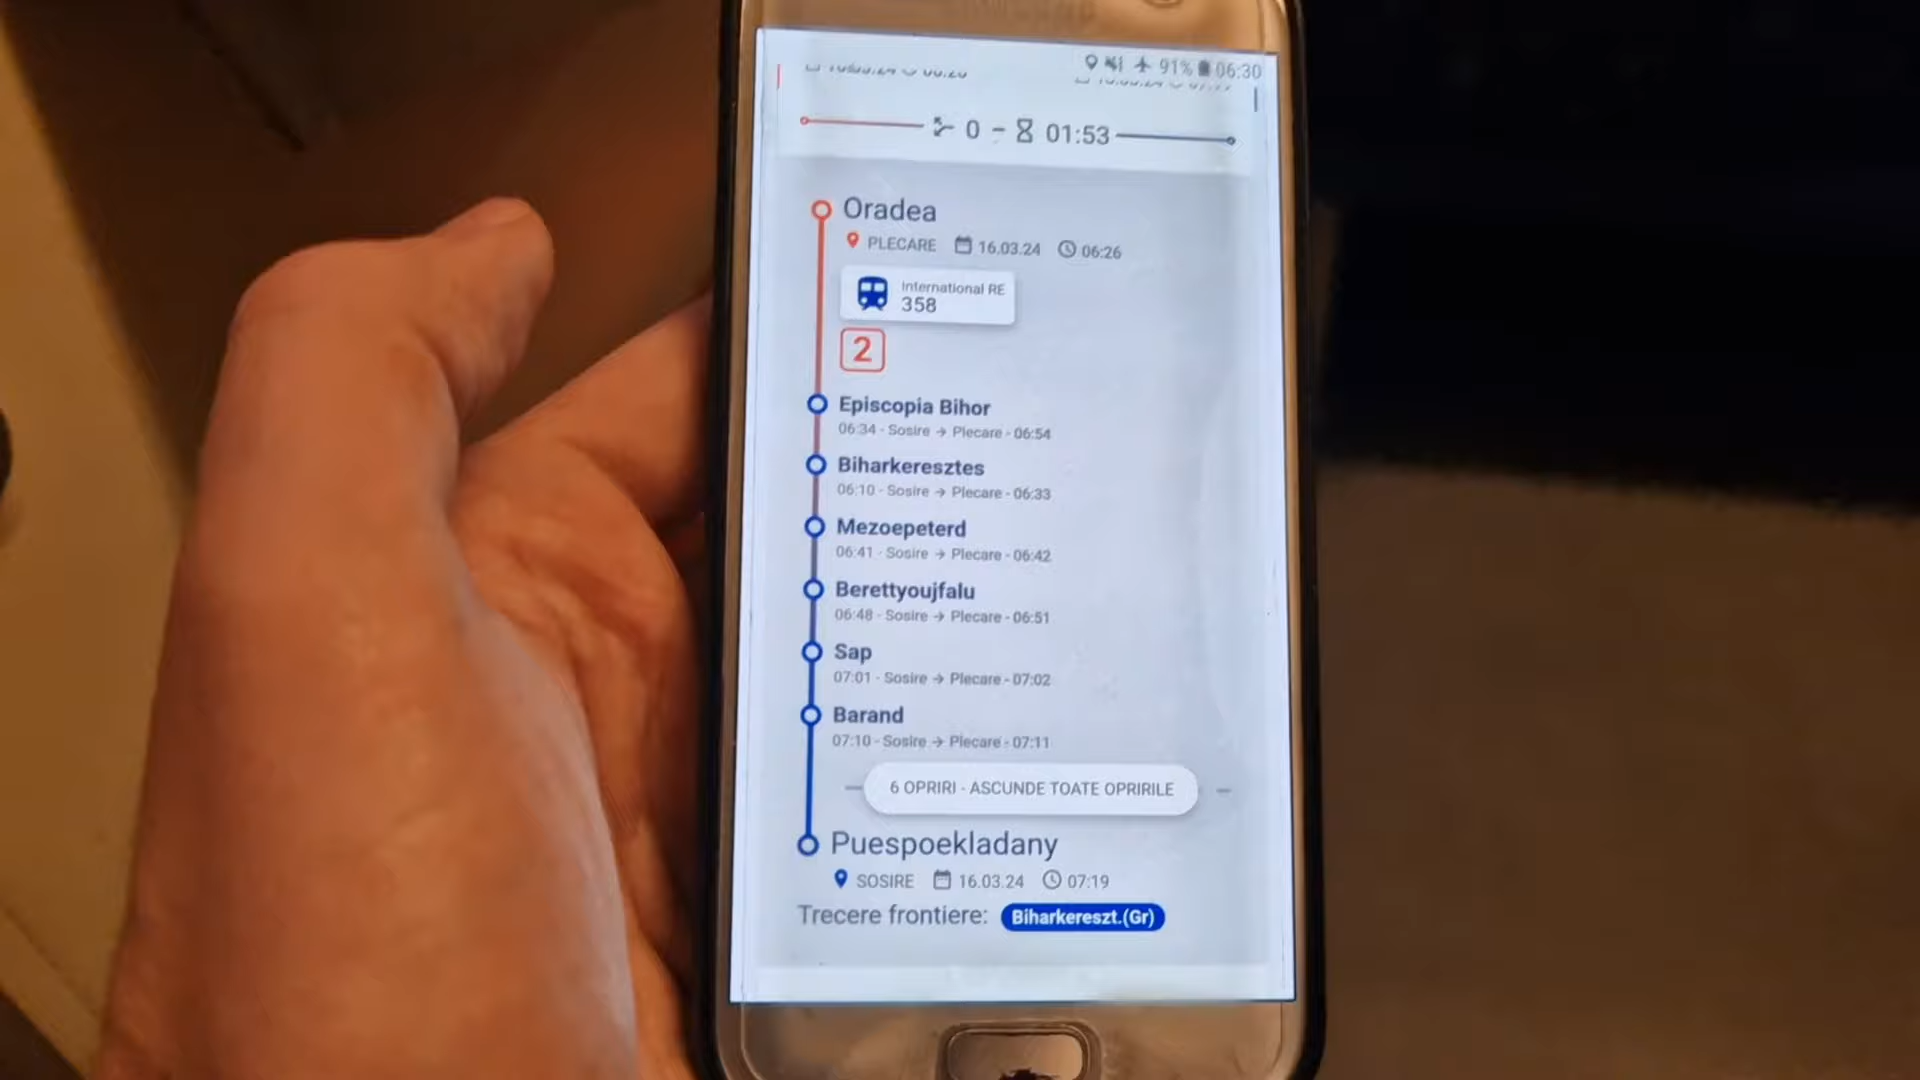 91% 06:30
0 - 01:53
Oradea
PLECARE 16.03.24 06:26
International RE
358
2
Episcopia Bihor
06:34 - Sosire → Plecare - 06:54
Biharkeresztes
06:10 - Sosire → Plecare - 06:33
Mezoepeterd
06:41 - Sosire → Plecare - 06:42
Berettyoujfalu
06:48 - Sosire → Plecare - 06:51
Sap
07:01 - Sosire → Plecare - 07:02
Barand
07:10 - Sosire → Plecare - 07:11
6 OPRIRI - ASCUNDE TOATE OPRIRILE
Puespoekladany
SOSIRE 16.03.24 07:19
Trecere frontiere: Biharkereszt.(Gr)